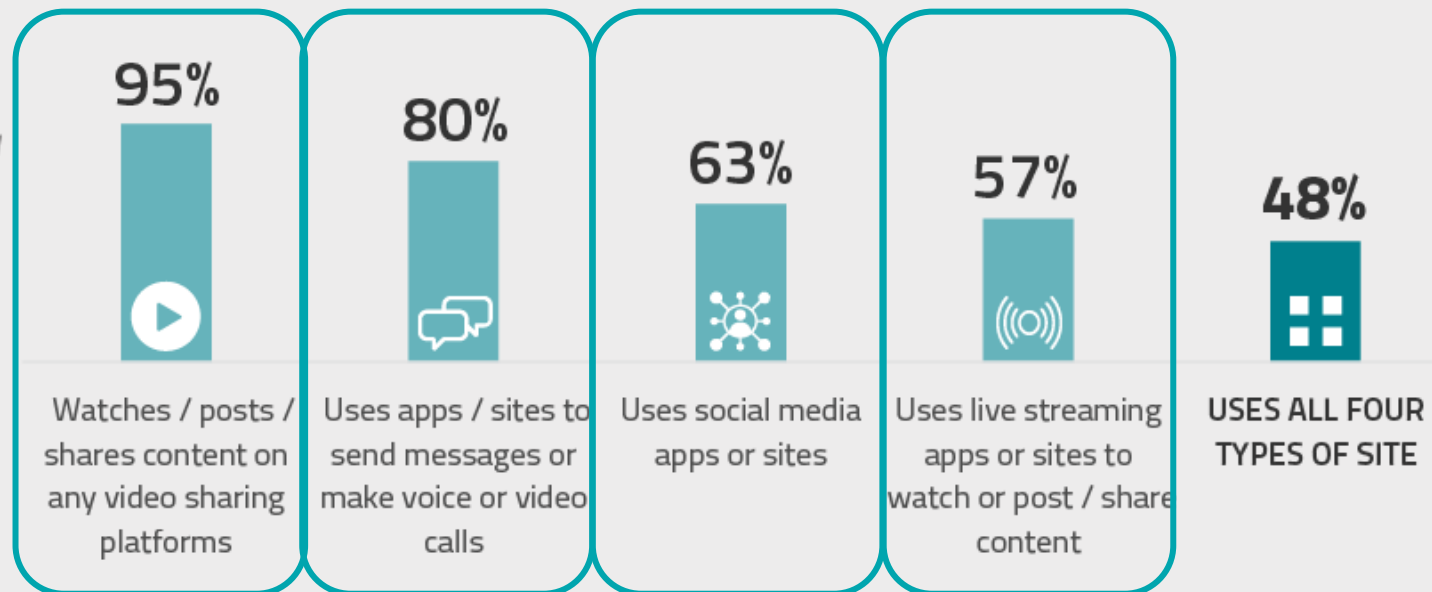 95%
Watches / posts /
shares content on
any video sharing
platforms
80%
Uses apps / sites to
send messages or
make voice or video
calls
63%
Uses social media
apps or sites
57%
Uses live streaming
apps or sites to
watch or post / share
content
48%
USES ALL FOUR
TYPES OF SITE